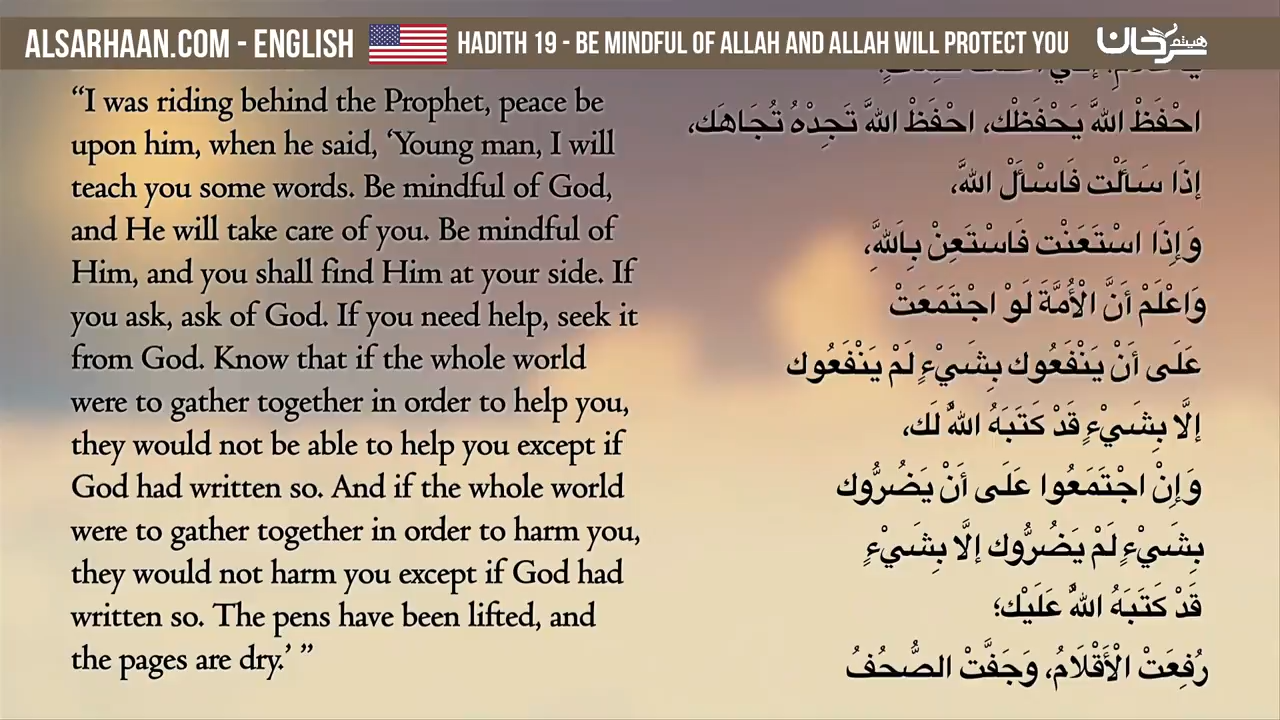 ALSARHAAN.COM - ENGLISH
HADITH 19 - BE MINDFUL OF ALLAH AND ALLAH WILL PROTECT YOU
هيثم سرحان
“I was riding behind the Prophet, peace be
upon him, when he said, ‘Young man, I will
teach you some words. Be mindful of God,
and He will take care of you. Be mindful of
Him, and you shall find Him at your side. If
you ask, ask of God. If you need help, seek it
from God. Know that if the whole world
were to gather together in order to help you,
they would not be able to help you except if
God had written so. And if the whole world
were to gather together in order to harm you,
they would not harm you except if God had
written so. The pens have been lifted, and
the pages are dry.’ ”
احْفَظْ اللهَ يَحْفَظْك، احْفَظْ اللهَ تَجِدْهُ تُجَاهَك،
إذَا سَأَلْت فَاسْأَلْ اللهَ،
وَإِذَا اسْتَعَنْت فَاسْتَعِنْ بِاَللهِ،
وَاعْلَمْ أَنَّ الْأُمَّةَ لَوْ اجْتَمَعَتْ
عَلَى أَنْ يَنْفَعُوك بِشَيْءٍ لَمْ يَنْفَعُوك
إلَّا بِشَيْءٍ قَدْ كَتَبَهُ اللهُ لَك،
وَإِنْ اجْتَمَعُوا عَلَى أَنْ يَضُرُّوك
بِشَيْءٍ لَمْ يَضُرُّوك إلَّا بِشَيْءٍ
قَدْ كَتَبَهُ اللهُ عَلَيْك؛
رُفِعَتْ الْأَقْلَامُ، وَجَفَّتْ الصُّحُفُ